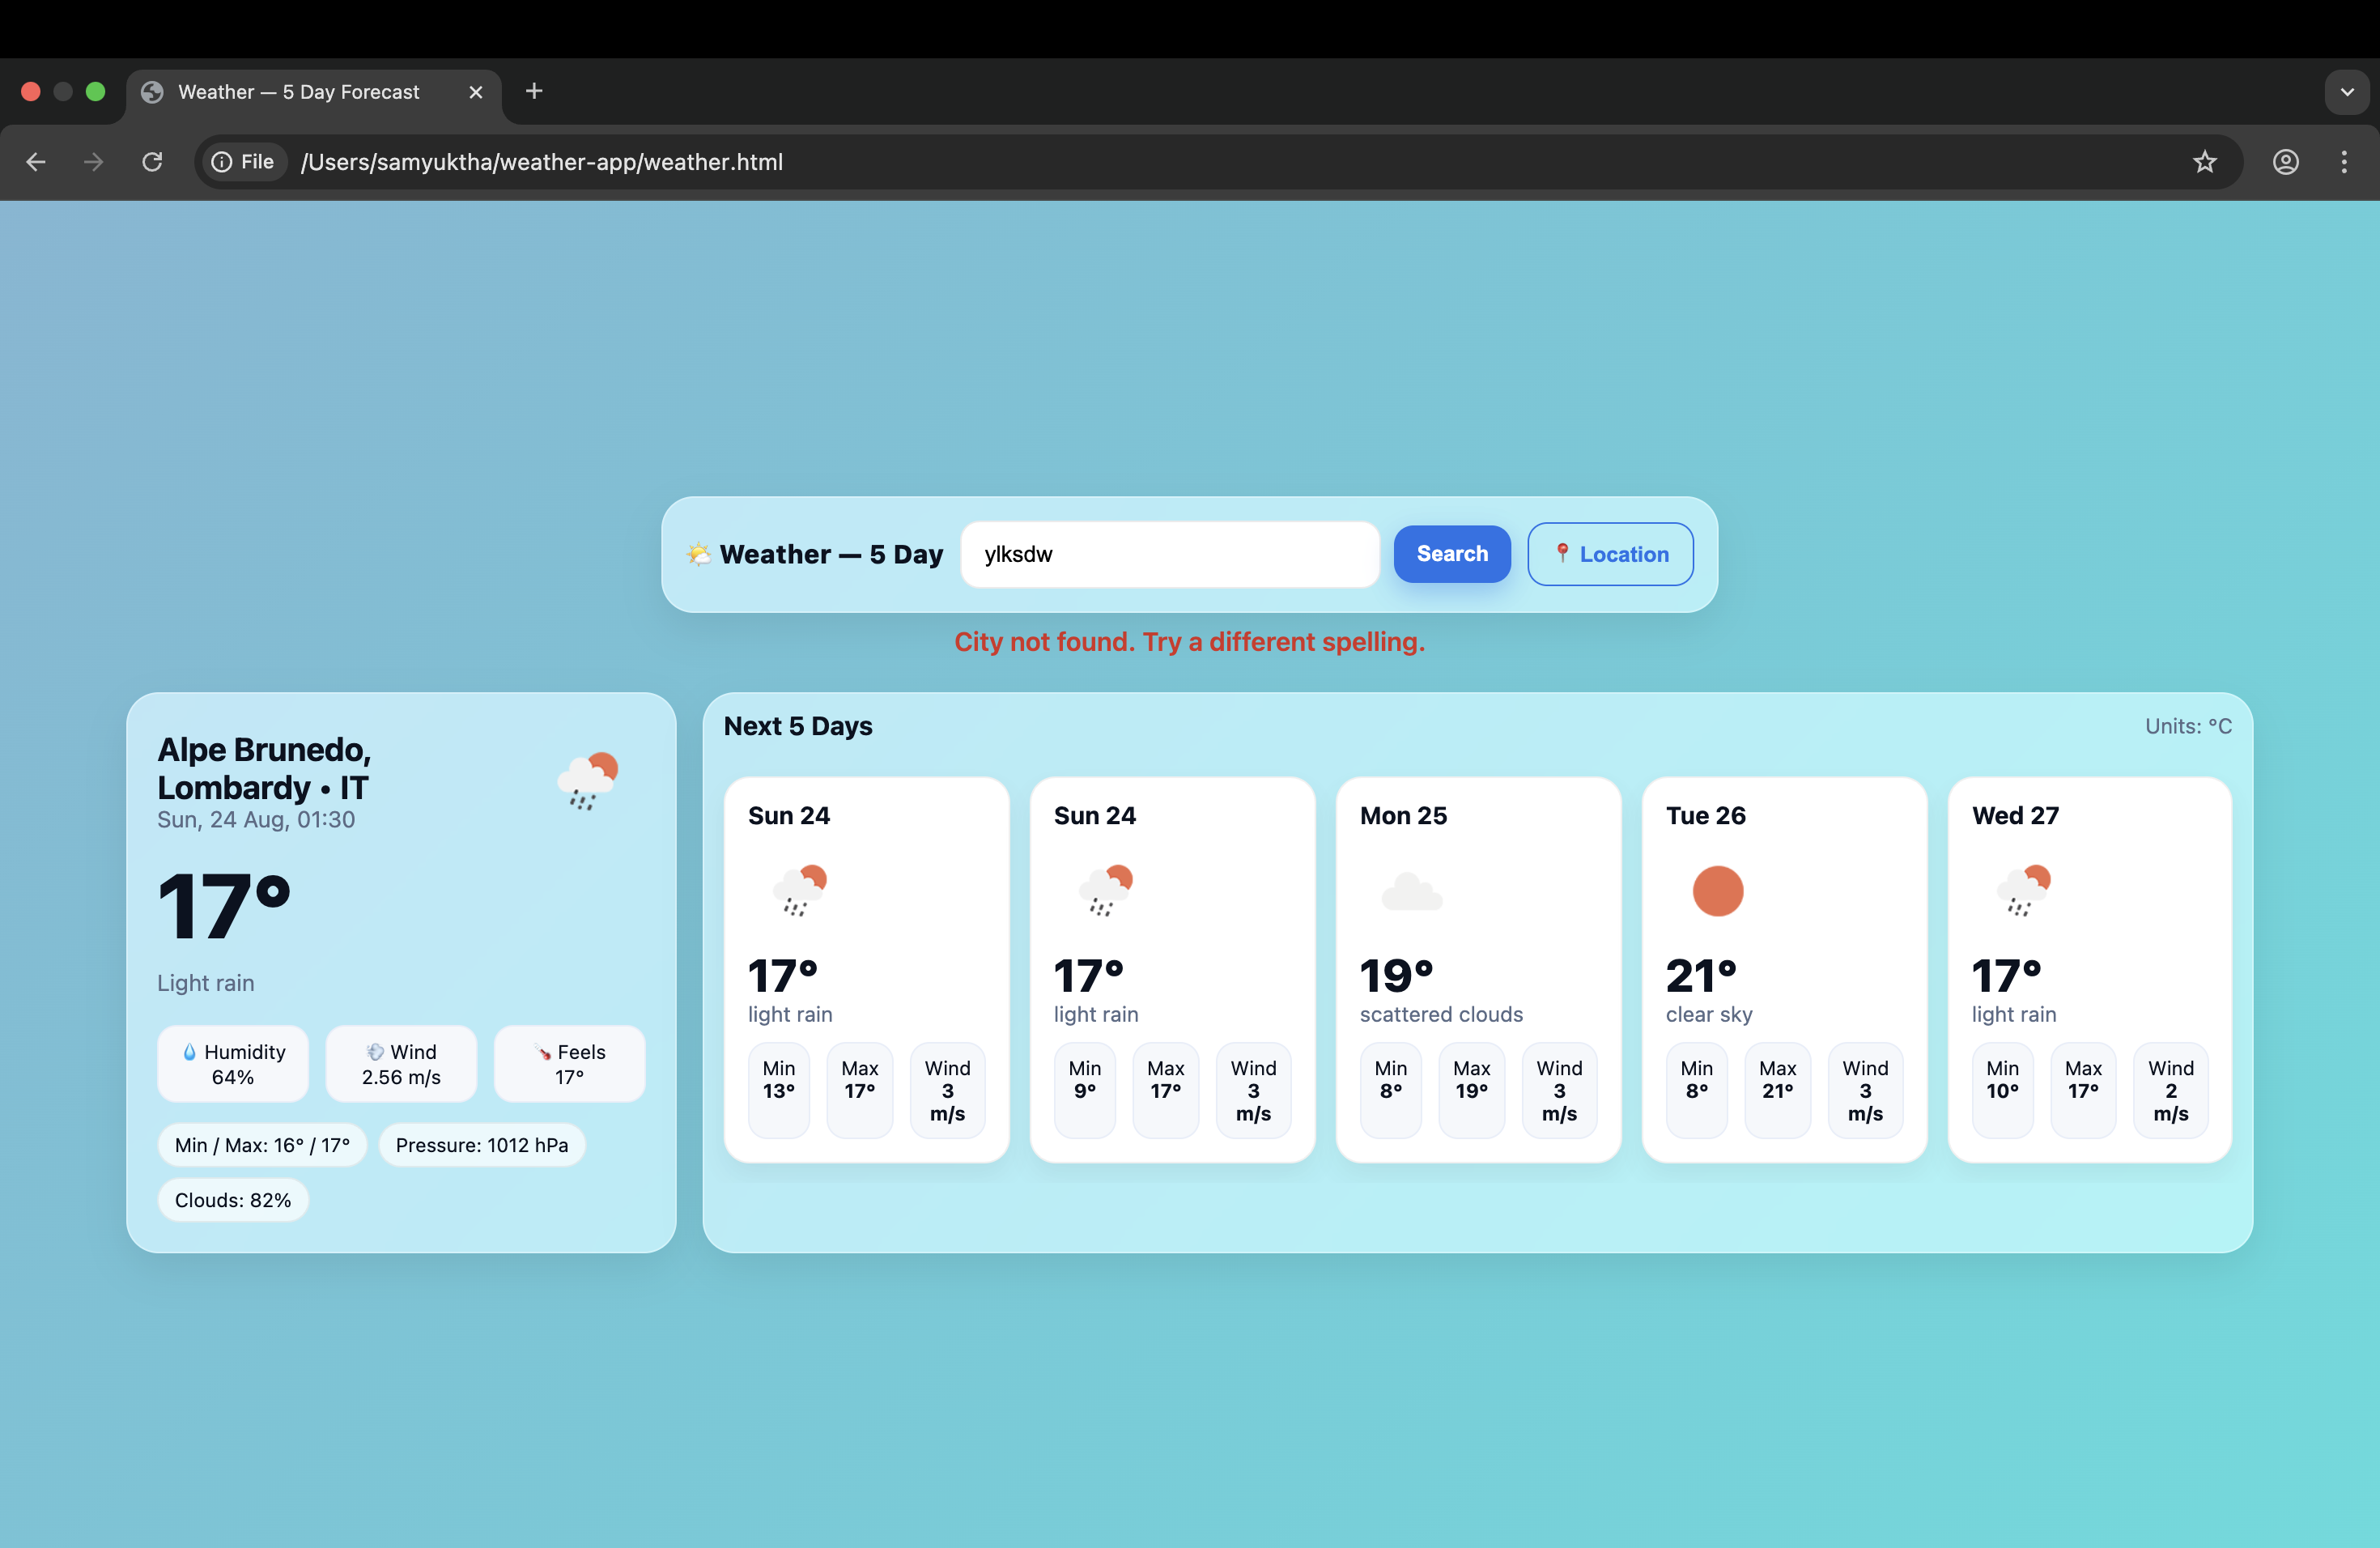 Weather — 5 Day Forecast
File /Users/samyuktha/weather-app/weather.html
Weather — 5 Day ylksdw Search Location
City not found. Try a different spelling.
Alpe Brunedo,
Lombardy • IT
Sun, 24 Aug, 01:30
17°
Light rain
Humidity
64%
Wind
2.56 m/s
Feels
17°
Min / Max: 16° / 17°
Pressure: 1012 hPa
Clouds: 82%
Next 5 Days
Units: °C
Sun 24
17°
light rain
Min
13°
Max
17°
Wind
3
m/s
Sun 24
17°
light rain
Min
9°
Max
17°
Wind
3
m/s
Mon 25
19°
scattered clouds
Min
8°
Max
19°
Wind
3
m/s
Tue 26
21°
clear sky
Min
8°
Max
21°
Wind
3
m/s
Wed 27
17°
light rain
Min
10°
Max
17°
Wind
2
m/s